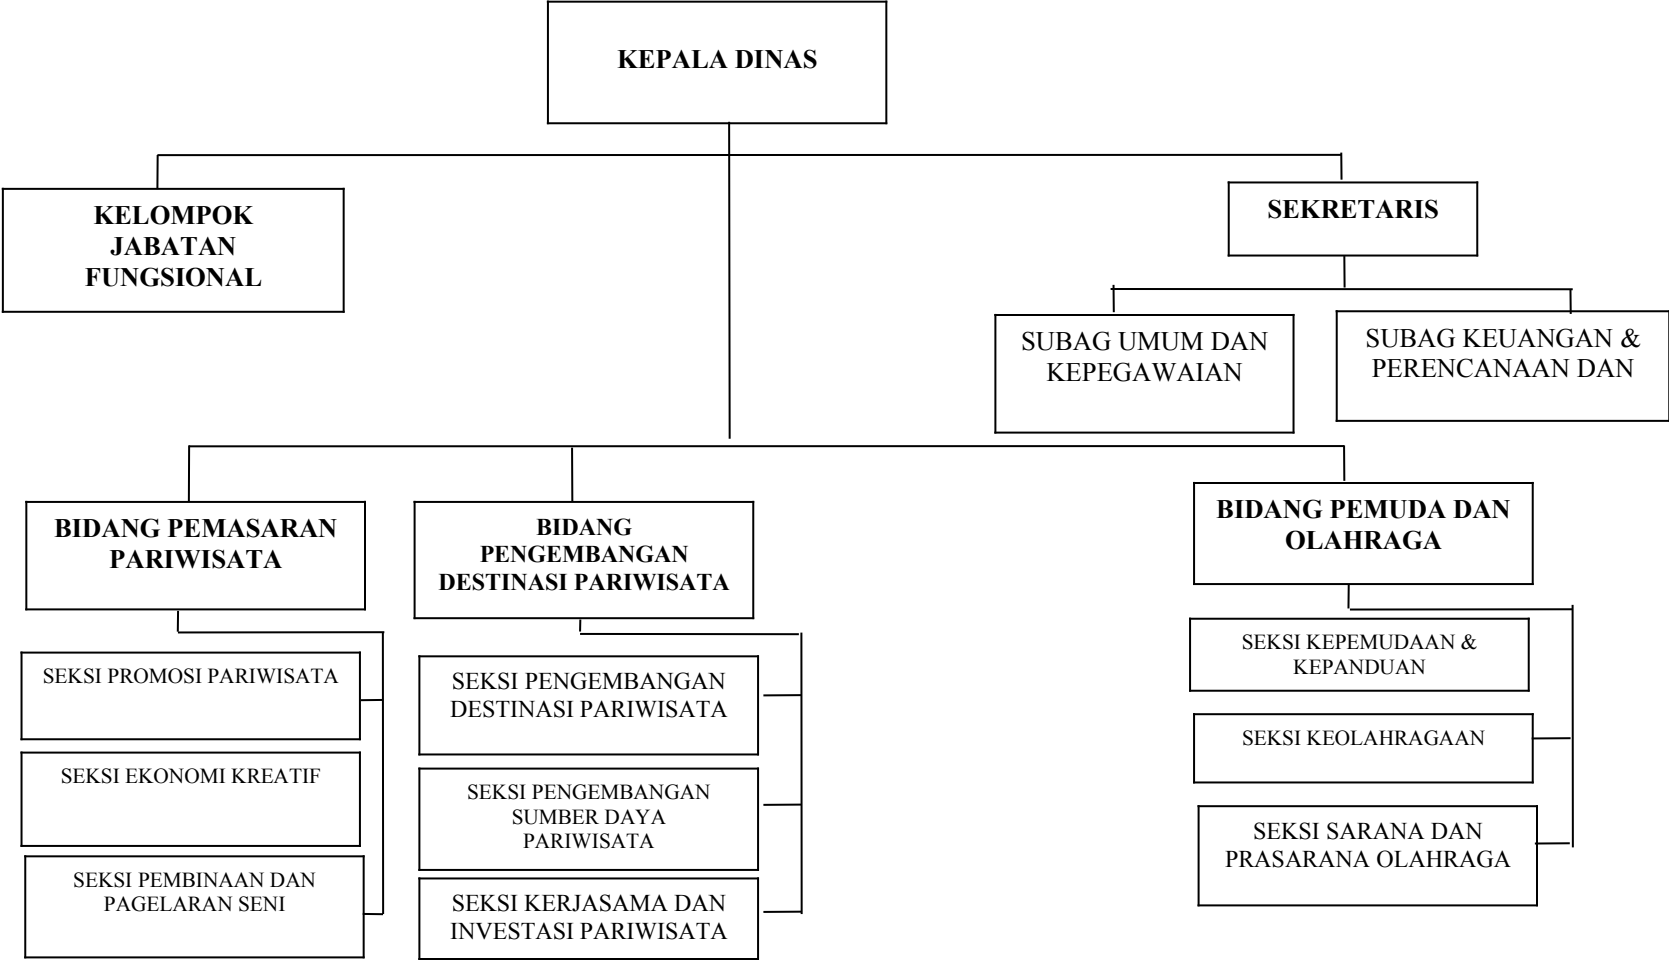 KEPALA DINAS
KELOMPOK
JABATAN
FUNGSIONAL
SEKRETARIS
SUBAG UMUM DAN
KEPEGAWAIAN
SUBAG KEUANGAN &
PERENCANAAN DAN
BIDANG PEMASARAN
PARIWISATA
BIDANG
PENGEMBANGAN
DESTINASI PARIWISATA
BIDANG PEMUDA DAN
OLAHRAGA
SEKSI PROMOSI PARIWISATA
SEKSI EKONOMI KREATIF
SEKSI PEMBINAAN DAN
PAGELARAN SENI
SEKSI PENGEMBANGAN
DESTINASI PARIWISATA
SEKSI PENGEMBANGAN
SUMBER DAYA
PARIWISATA
SEKSI KERJASAMA DAN
INVESTASI PARIWISATA
SEKSI KEPEMUDAAN &
KEPANDUAN
SEKSI KEOLAHRAGAAN
SEKSI SARANA DAN
PRASARANA OLAHRAGA